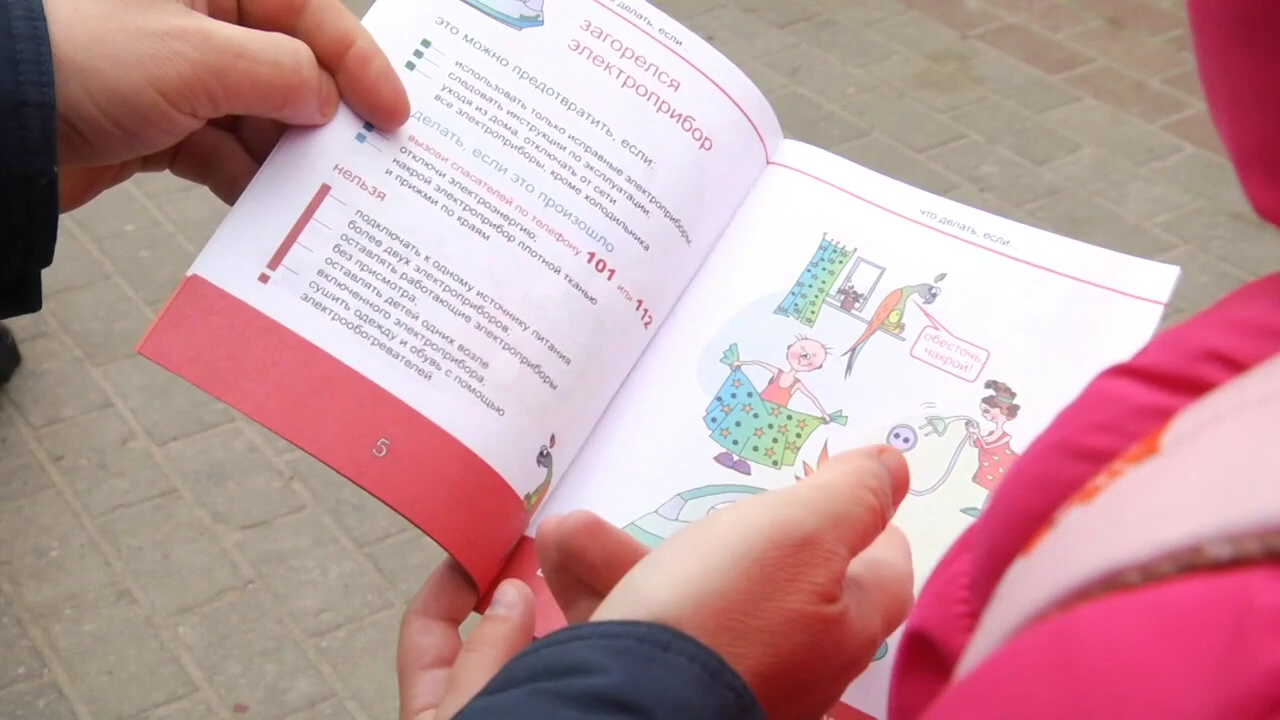 о делать, если...
загорелся
электроприбор
это можно предотвратить, если:
использовать только исправные электроприборы;
следовать инструкции по эксплуатации;
уходя из дома, отключать от сети
все электроприборы, кроме холодильника
делать, если это произошло
вызови спасателей по телефону 101 или 112
отключи электроэнергию;
накрой электроприбор плотной тканью
и прижми по краям
нельзя
подключать к одному источнику питания
более двух электроприборов;
оставлять работающие электроприборы
без присмотра;
оставлять детей одних возле
включенного электроприбора;
сушить одежду и обувь с помощью
электрообогревателей
5
что делать, если...
обесточь
накрой!